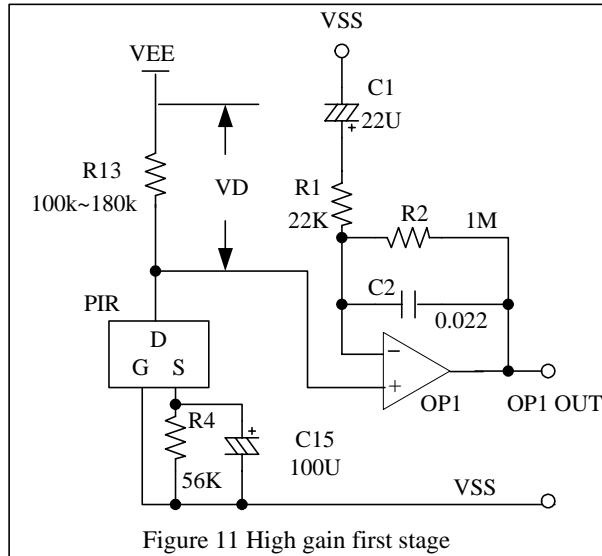 VSS
VEE
C1
+
22U
R13
100k~180k
VD
R1
22K
R2
1M
C2
0.022
PIR
D
G S
−
+
OP1
OP1 OUT
R4
56K
+
C15
100U
VSS
Figure 11 High gain first stage